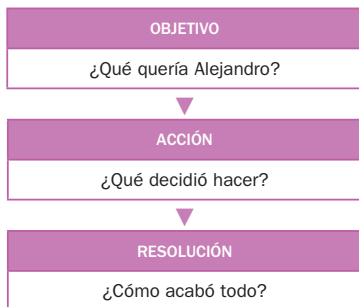 OBJETIVO
¿Qué quería Alejandro?
ACCIÓN
¿Qué decidió hacer?
RESOLUCIÓN
¿Cómo acabó todo?